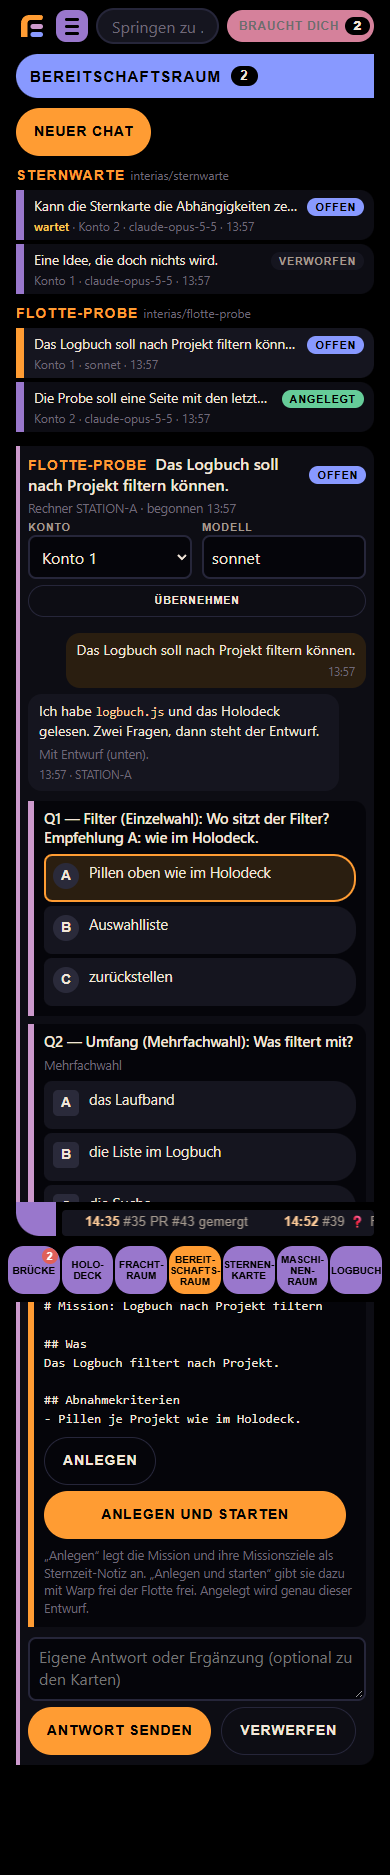 Springen zu .
BRAUCHT DICH 2
BEREITSCHAFTSRAUM 2
NEUER CHAT
STERNWARTE interias/sternwarte
Kann die Sternkarte die Abhängigkeiten ze... OFFEN
wartet · Konto 2 · claude-opus-5-5 · 13:57
Eine Idee, die doch nichts wird. VERWORFEN
Konto 1 · claude-opus-5-5 · 13:57
FLOTTE-PROBE interias/flotte-probe
Das Logbuch soll nach Projekt filtern könn... OFFEN
Konto 1 · sonnet · 13:57
Die Probe soll eine Seite mit den letzt... ANGELEGT
Konto 2 · claude-opus-5-5 · 13:57
FLOTTE-PROBE Das Logbuch soll
nach Projekt filtern können. OFFEN
Rechner STATION-A · begonnen 13:57
KONTO MODELL
Konto 1 sonnet
ÜBERNEHMEN
Das Logbuch soll nach Projekt filtern können.
13:57
Ich habe logbuch.js und das Holodeck
gelesen. Zwei Fragen, dann steht der Entwurf.
Mit Entwurf (unten).
13:57 · STATION-A
Q1 — Filter (Einzelwahl): Wo sitzt der Filter?
Empfehlung A: wie im Holodeck.
A Pillen oben wie im Holodeck
B Auswahlliste
C zurückstellen
Q2 — Umfang (Mehrfachwahl): Was filtert mit?
Mehrfachwahl
A das Laufband
B die Liste im Logbuch
die Suche
14:35 #35 PR #43 gemergt 14:52 #39 ❓
BRÜCKE 2
HOLO-
DECK
FRACHT-
RAUM
BEREIT-
SCHAFTS-
RAUM
STERNEN-
KARTE
MASCHI-
NEN-
RAUM
LOGBUCH
# Mission: Logbuch nach Projekt filtern
## Was
Das Logbuch filtert nach Projekt.
## Abnahmekriterien
- Pillen je Projekt wie im Holodeck.
ANLEGEN
ANLEGEN UND STARTEN
„Anlegen“ legt die Mission und ihre Missionsziele als
Sternzeit-Notiz an. „Anlegen und starten“ gibt sie dazu
mit Warp frei der Flotte frei. Angelegt wird genau dieser
Entwurf.
Eigene Antwort oder Ergänzung (optional zu
den Karten)
ANTWORT SENDEN VERWERFEN